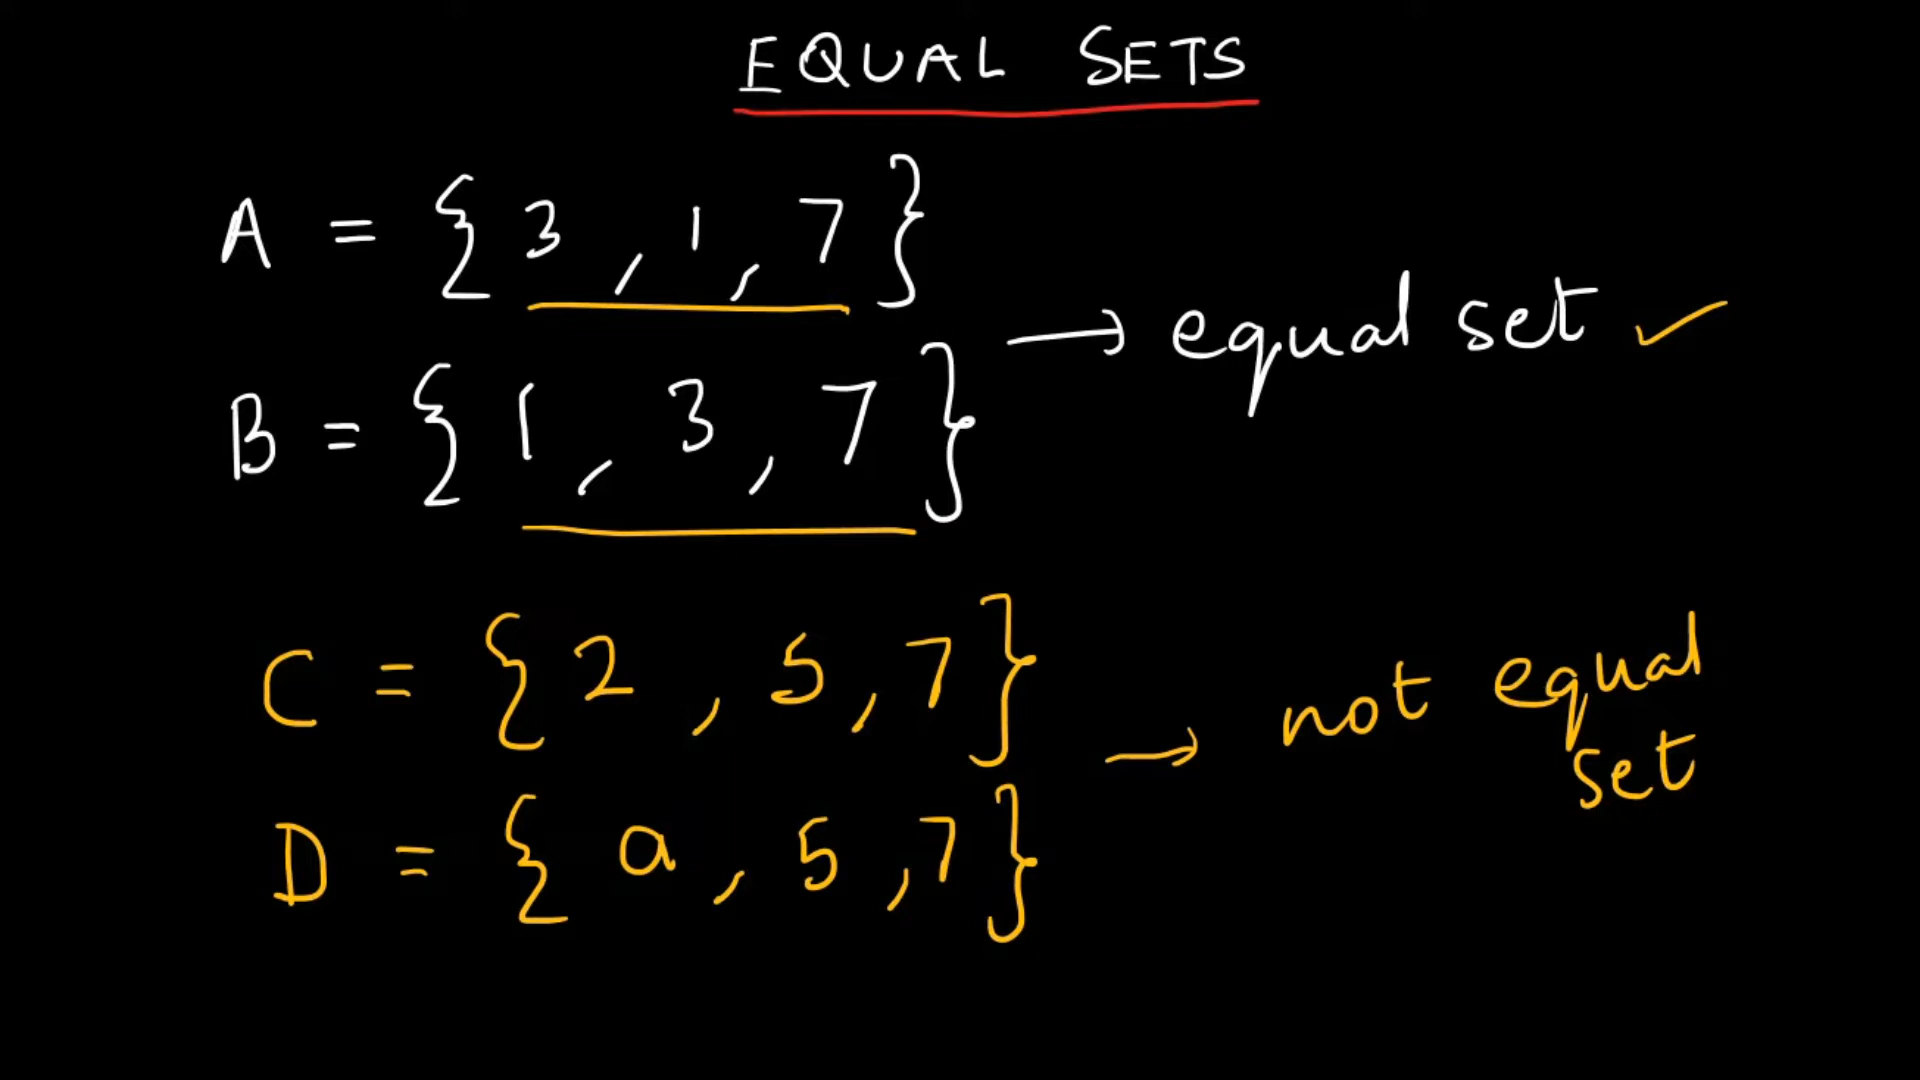 EQUAL SETS
A = { 3 , 1 , 7 }
B = { 1 , 3 , 7 }
→ equal set ✓
C = { 2 , 5 , 7 }
D = { a , 5 , 7 }
→ not equal
set